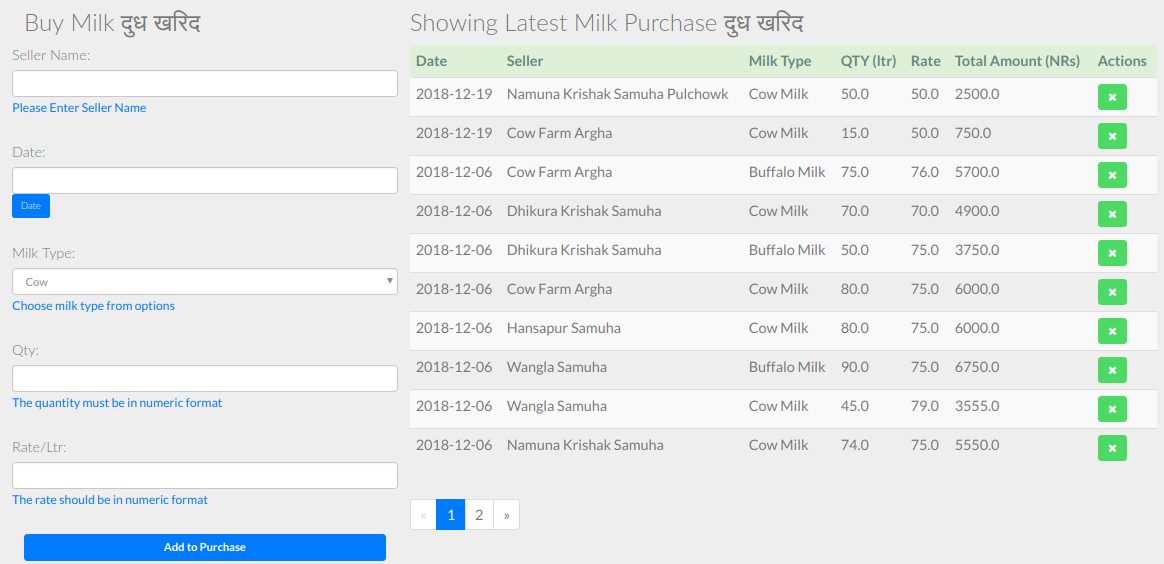 Buy Milk दुध खरिद
Seller Name:
Please Enter Seller Name
Date:
Date
Milk Type:
Cow
Choose milk type from options
Qty:
The quantity must be in numeric format
Rate/Ltr:
The rate should be in numeric format
Add to Purchase
Showing Latest Milk Purchase दुध खरिद
Date Seller Milk Type QTY (ltr) Rate Total Amount (NRs) Actions
2018-12-19 Namuna Krishak Samuha Pulchowk Cow Milk 50.0 50.0 2500.0
2018-12-19 Cow Farm Argha Cow Milk 15.0 50.0 750.0
2018-12-06 Cow Farm Argha Buffalo Milk 75.0 76.0 5700.0
2018-12-06 Dhikura Krishak Samuha Cow Milk 70.0 70.0 4900.0
2018-12-06 Dhikura Krishak Samuha Buffalo Milk 50.0 75.0 3750.0
2018-12-06 Cow Farm Argha Cow Milk 80.0 75.0 6000.0
2018-12-06 Hansapur Samuha Cow Milk 80.0 75.0 6000.0
2018-12-06 Wangla Samuha Buffalo Milk 90.0 75.0 6750.0
2018-12-06 Wangla Samuha Cow Milk 45.0 79.0 3555.0
2018-12-06 Namuna Krishak Samuha Cow Milk 74.0 75.0 5550.0
« 1 2 »